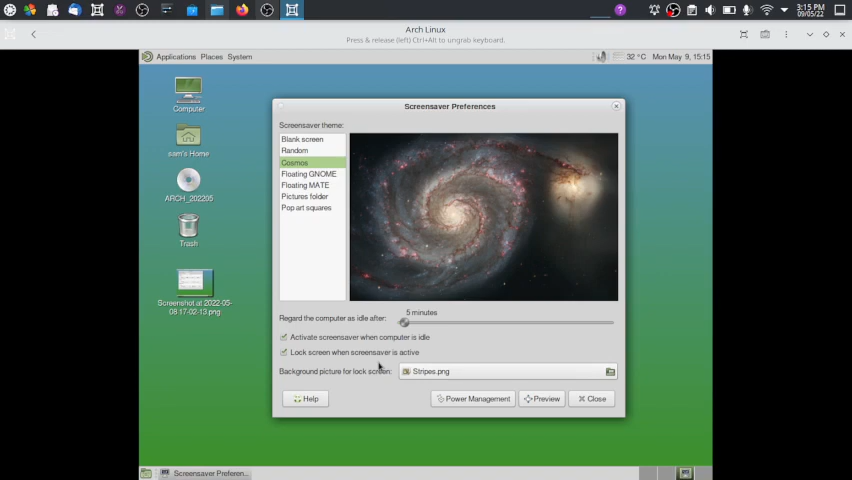 3:15 PM
09/05/22
Arch Linux
Press & release (left) Ctrl+Alt to ungrab keyboard.
Applications Places System
32 °C Mon May 9, 15:15
Computer
sam's Home
ARCH_202205
Trash
Screenshot at 2022-05-
08 17-02-13.png
Screensaver Preferences
Screensaver theme:
Blank screen
Random
Cosmos
Floating GNOME
Floating MATE
Pictures folder
Pop art squares
5 minutes
Regard the computer as idle after:
Activate screensaver when computer is idle
Lock screen when screensaver is active
Background picture for lock screen:
Stripes.png
Help
Power Management
Preview
Close
Screensaver Preferen...